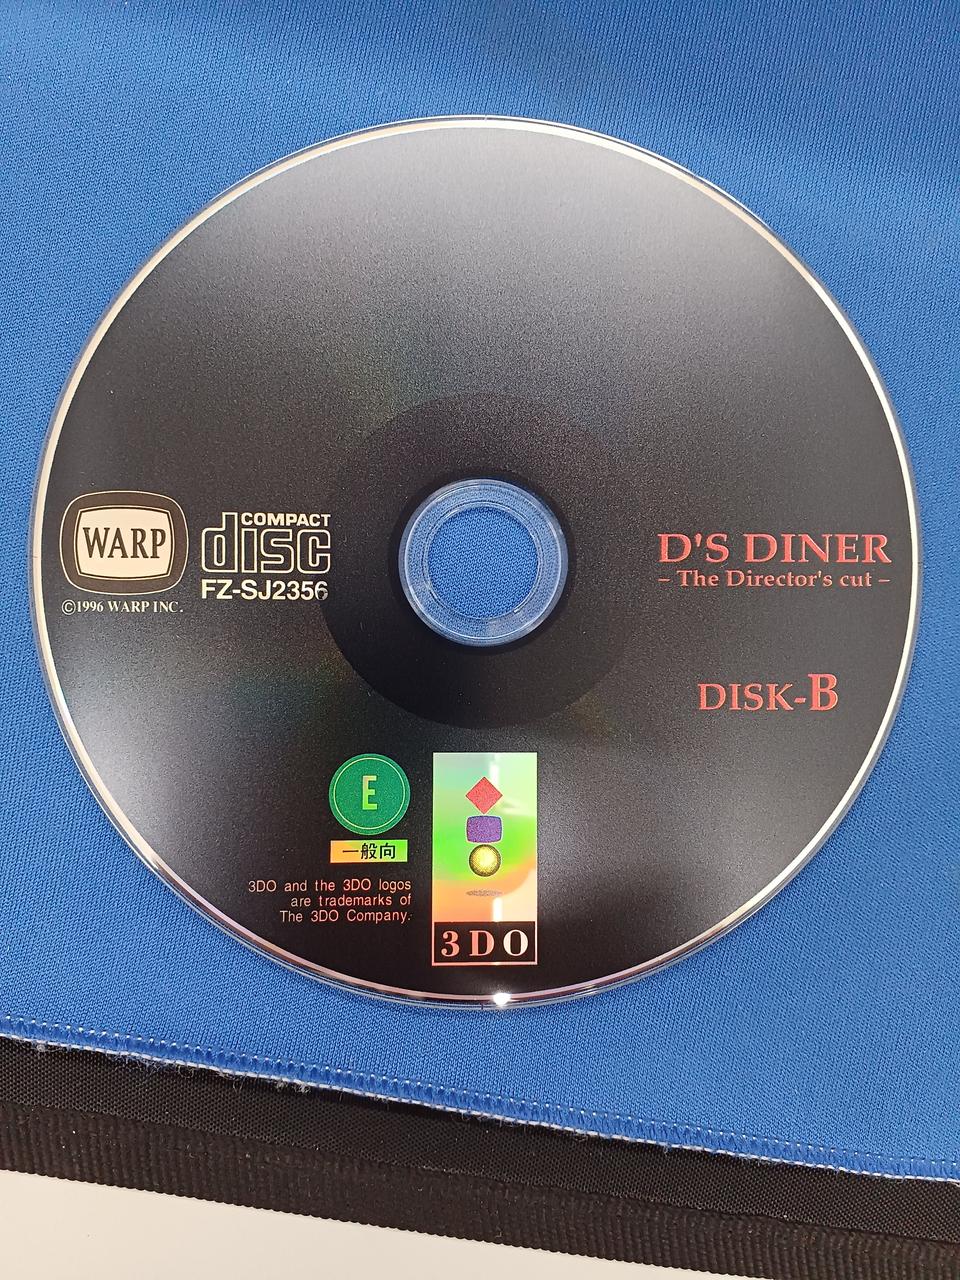 WARP
©1996 WARP INC.
COMPACT
disc
FZ-SJ2356
D'S DINER
– The Director's cut –
DISK-B
E
一般向
3DO and the 3DO logos
are trademarks of
The 3DO Company.
3DO